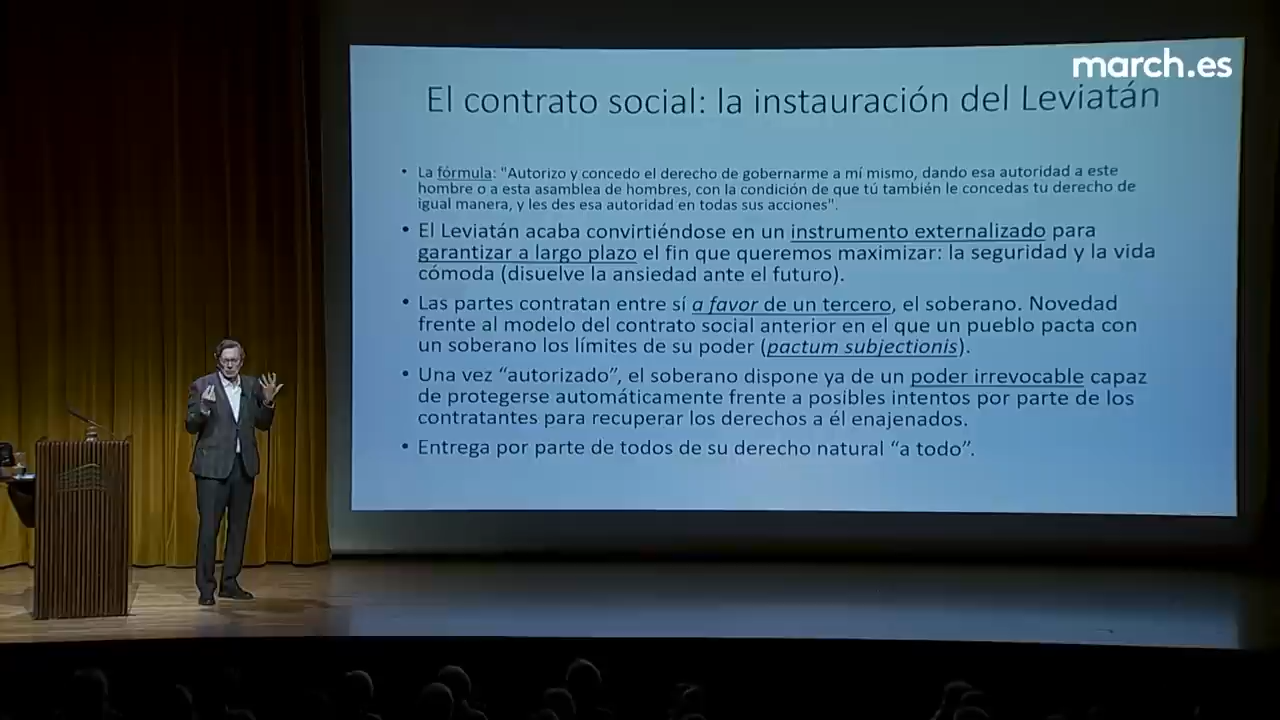 march.es
El contrato social: la instauración del Leviatán
• La fórmula: "Autorizo y concedo el derecho de gobernarme a mí mismo, dando esa autoridad a este
hombre o a esta asamblea de hombres, con la condición de que tú también le concedas tu derecho de
igual manera, y les des esa autoridad en todas sus acciones".
• El Leviatán acaba convirtiéndose en un instrumento externalizado para
garantizar a largo plazo el fin que queremos maximizar: la seguridad y la vida
cómoda (disuelve la ansiedad ante el futuro).
• Las partes contratan entre sí a favor de un tercero, el soberano. Novedad
frente al modelo del contrato social anterior en el que un pueblo pacta con
un soberano los límites de su poder (pactum subjectionis).
• Una vez “autorizado”, el soberano dispone ya de un poder irrevocable capaz
de protegerse automáticamente frente a posibles intentos por parte de los
contratantes para recuperar los derechos a él enajenados.
• Entrega por parte de todos de su derecho natural “a todo”.